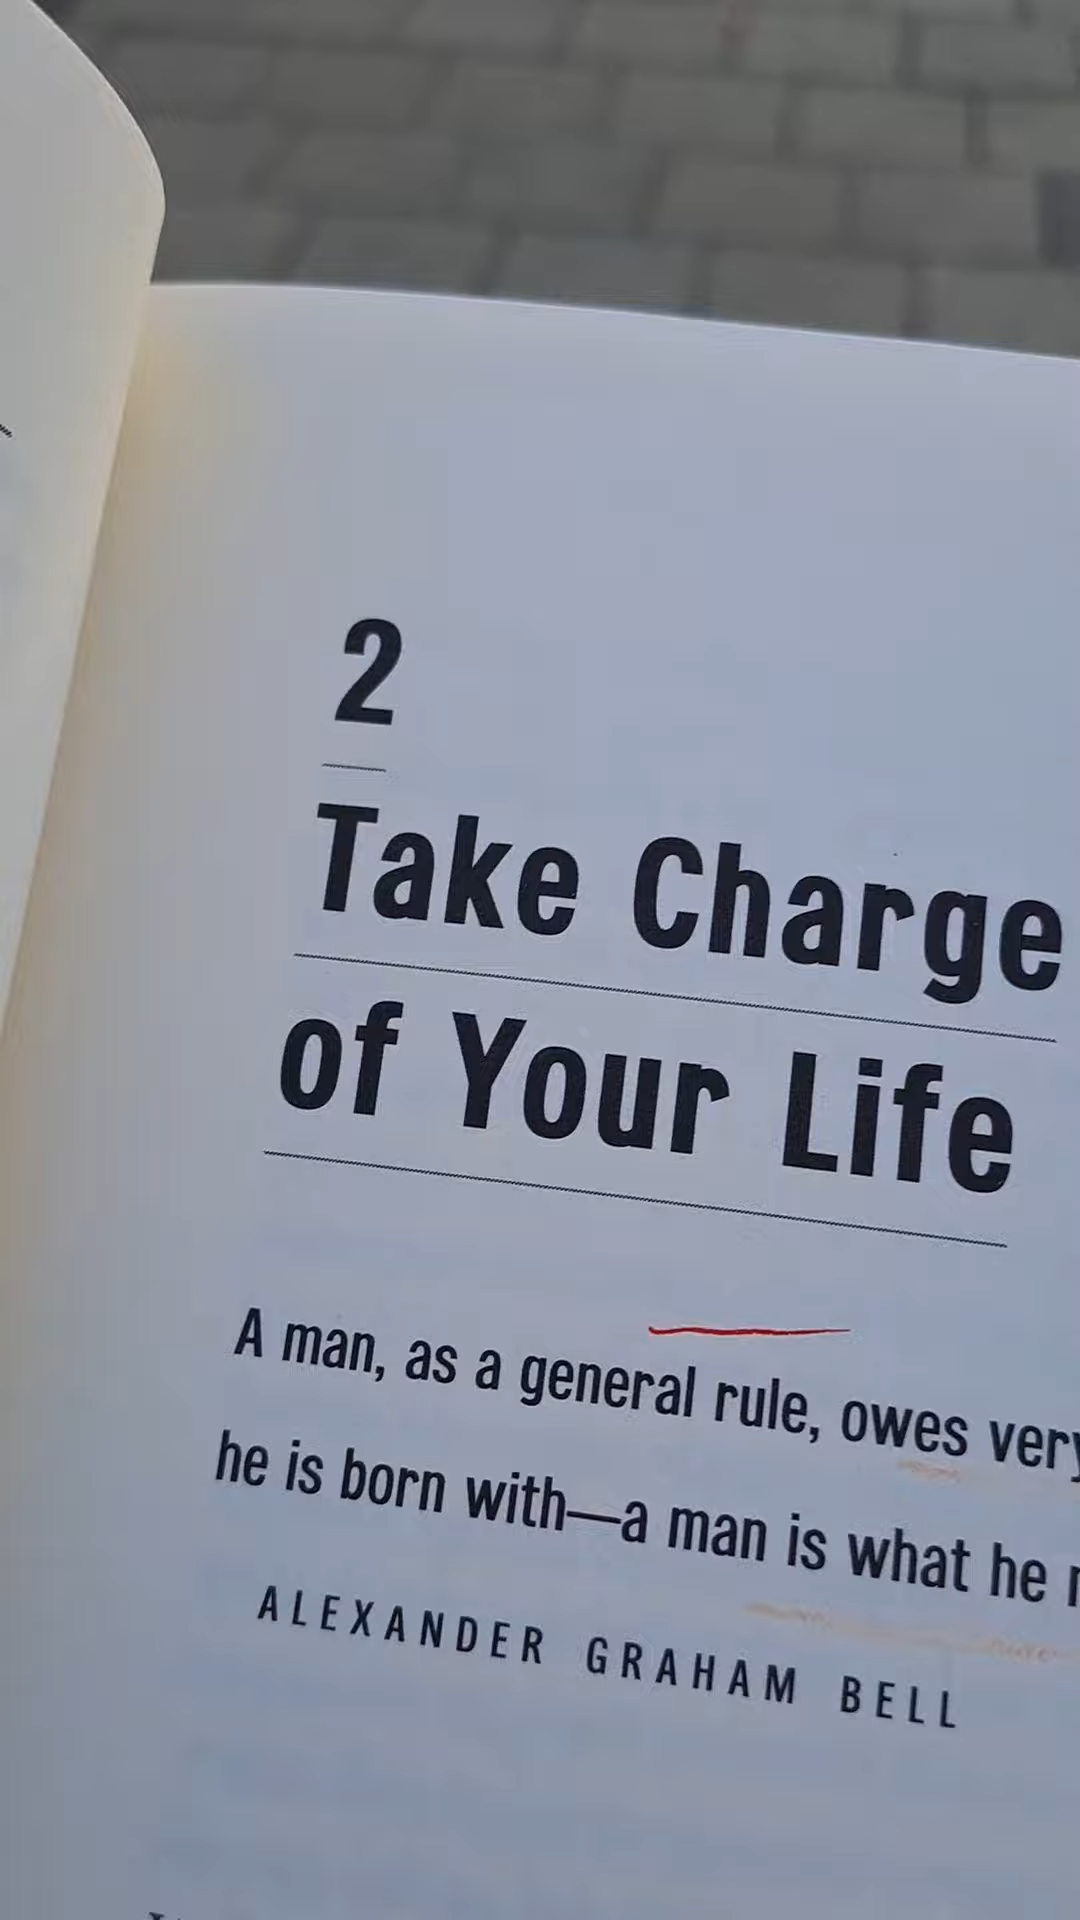 2
Take Charge
of Your Life
A man, as a general rule, owes very
he is born with—a man is what he
ALEXANDER GRAHAM BELL